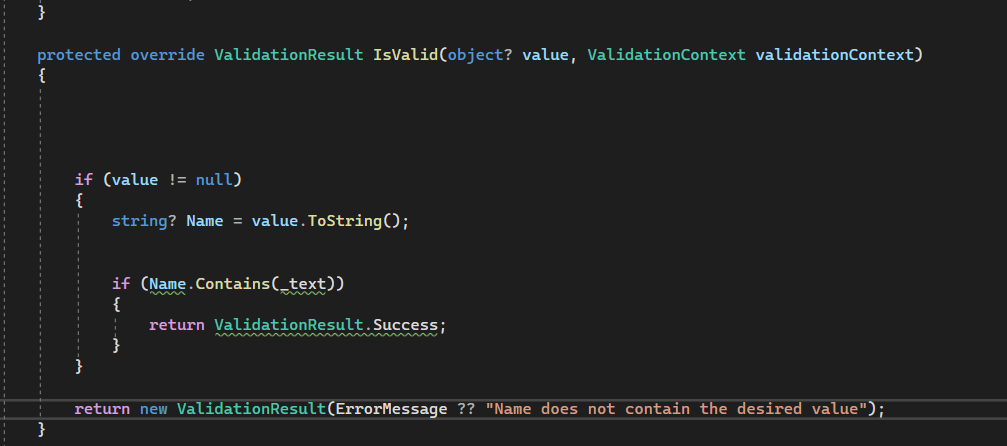 }
protected override ValidationResult IsValid(object? value, ValidationContext validationContext)
{
if (value != null)
{
string? Name = value.ToString();
if (Name.Contains(_text))
{
return ValidationResult.Success;
}
}
return new ValidationResult(ErrorMessage ?? "Name does not contain the desired value");
}